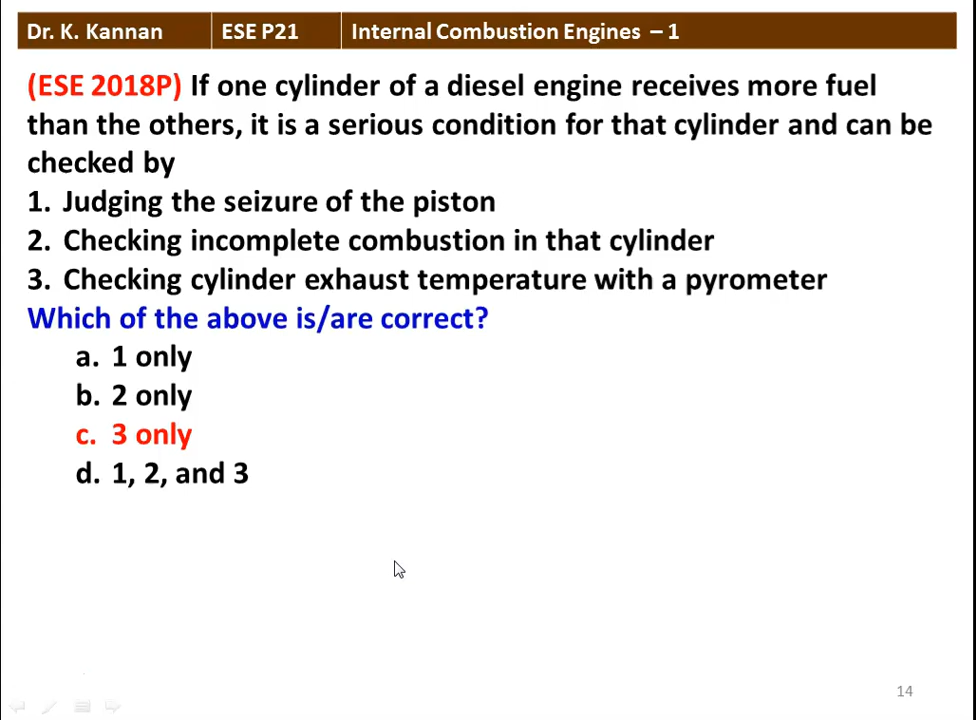 Dr. K. Kannan ESE P21 Internal Combustion Engines – 1
(ESE 2018P) If one cylinder of a diesel engine receives more fuel
than the others, it is a serious condition for that cylinder and can be
checked by
1. Judging the seizure of the piston
2. Checking incomplete combustion in that cylinder
3. Checking cylinder exhaust temperature with a pyrometer
Which of the above is/are correct?
a. 1 only
b. 2 only
c. 3 only
d. 1, 2, and 3
14